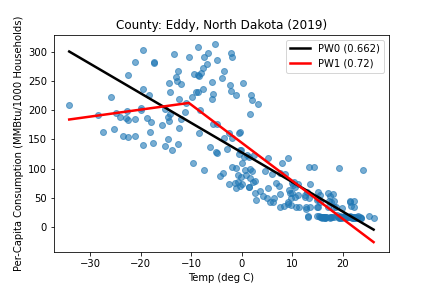 County: Eddy, North Dakota (2019)
Per-Capita Consumption (MMBtu/1000 Households)
300
250
200
150
100
50
0
PW0 (0.662)
PW1 (0.72)
−30 −20 −10 0 10 20
Temp (deg C)